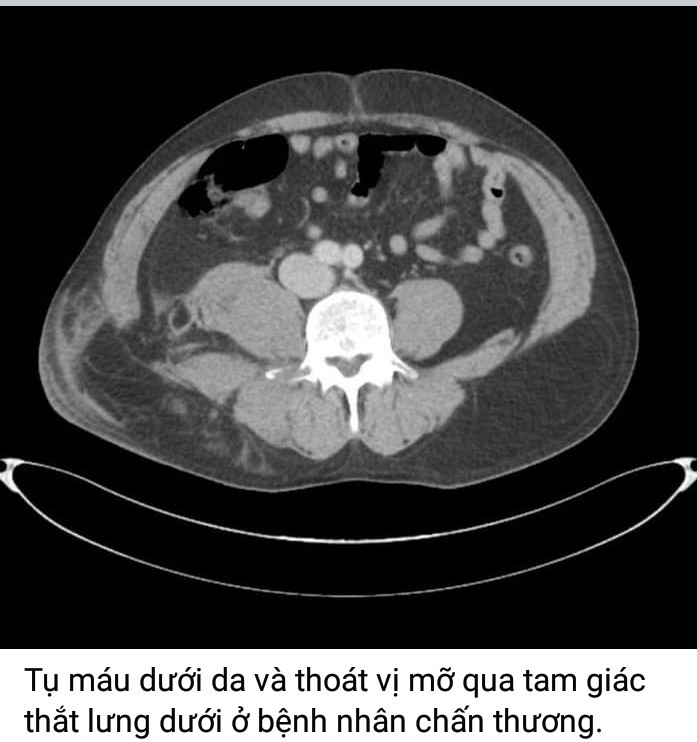 Tụ máu dưới da và thoát vị mỡ qua tam giác
thắt lưng dưới ở bệnh nhân chấn thương.